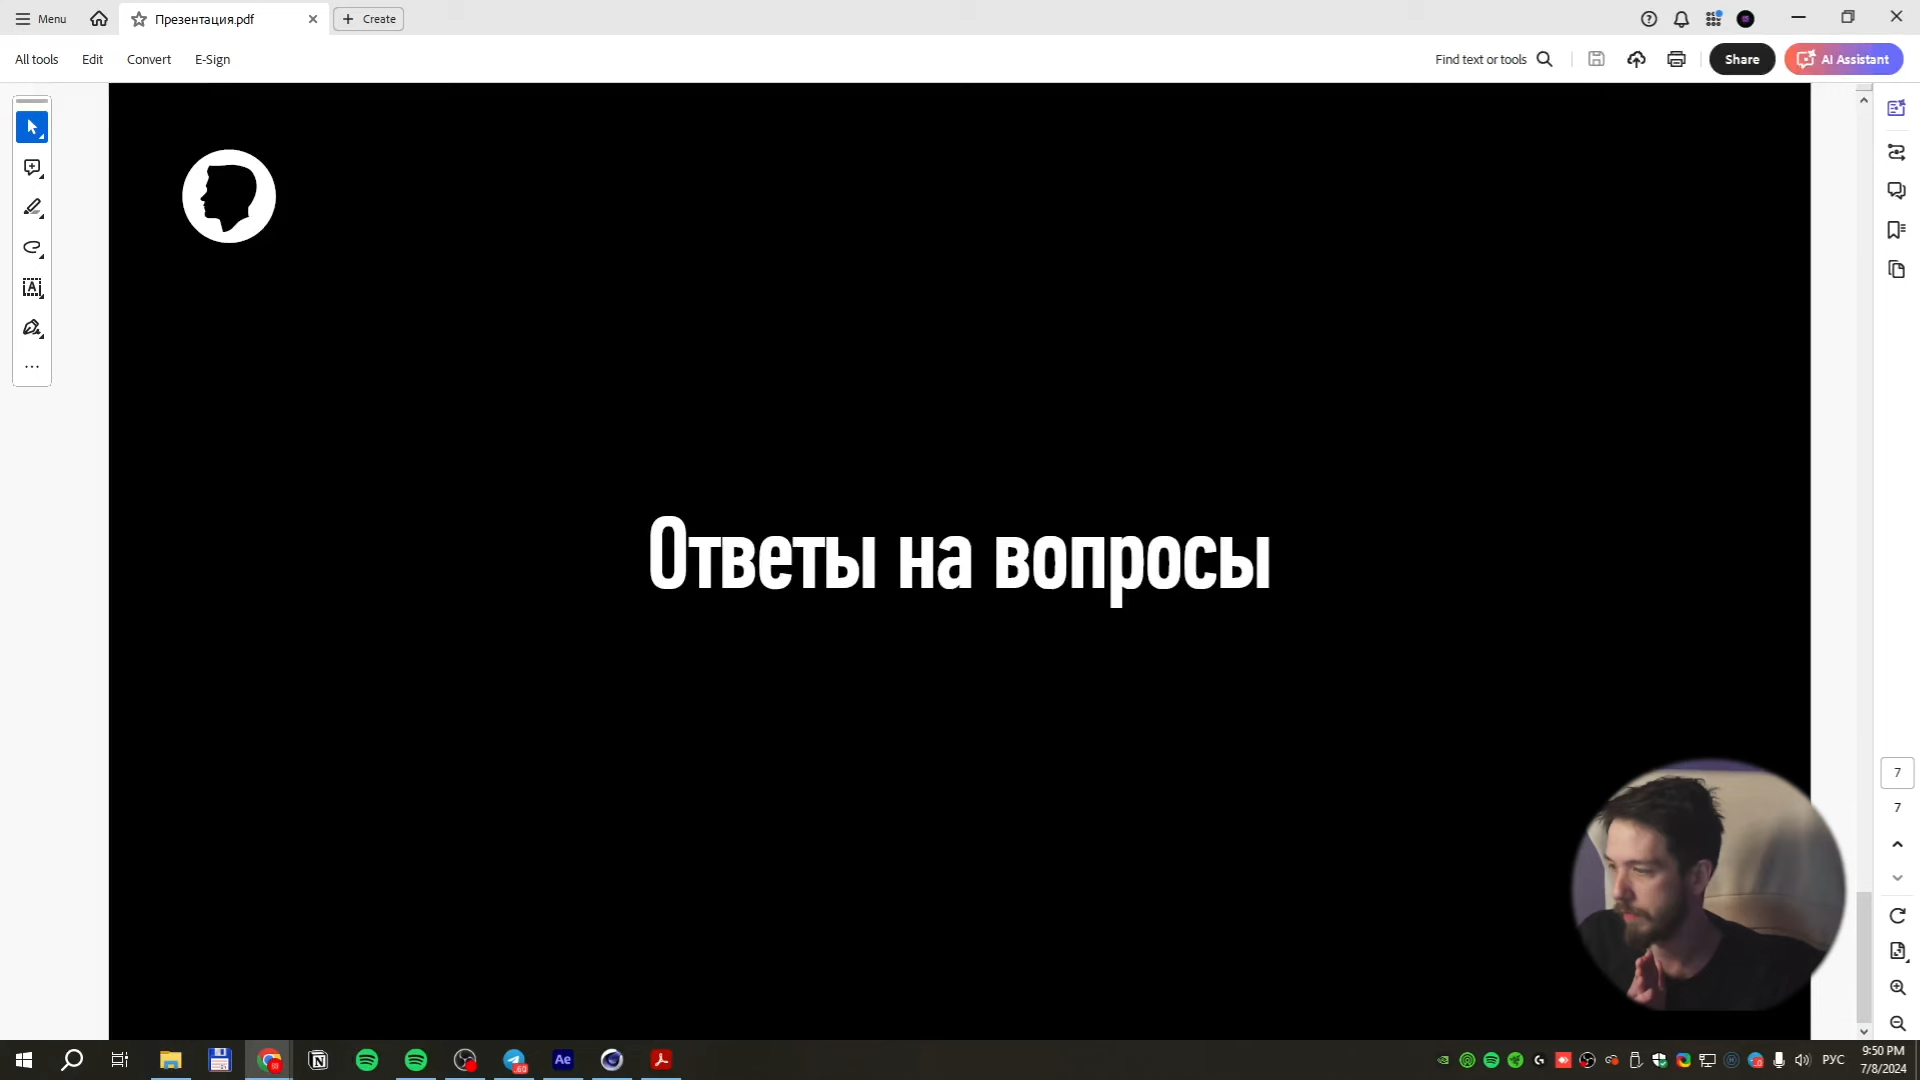 Menu
Презентация.pdf
Create
All tools
Edit
Convert
E-Sign
Find text or tools
Share
AI Assistant
Ответы на вопросы
7
7
Ae
60
РУС
9:50 PM
7/8/2024